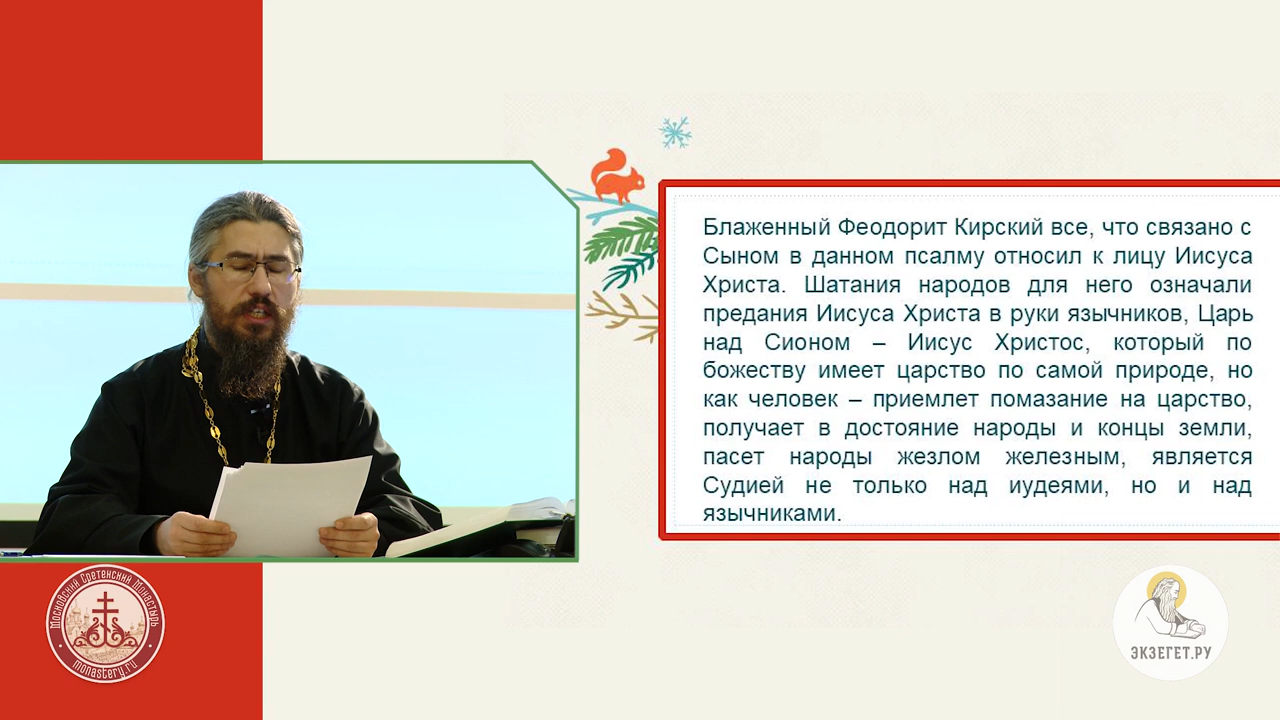 Блаженный Феодорит Кирский все, что связано с
Сыном в данном псалму относил к лицу Иисуса
Христа. Шатания народов для него означали
предания Иисуса Христа в руки язычников, Царь
над Сионом – Иисус Христос, который по
божеству имеет царство по самой природе, но
как человек – приемлет помазание на царство,
получает в достояние народы и концы земли,
пасет народы жезлом железным, является
Судией не только над иудеями, но и над
язычниками.
Московский Сретенский Монастырь
monastery.ru
ЭКЗЕГЕТ.РУ